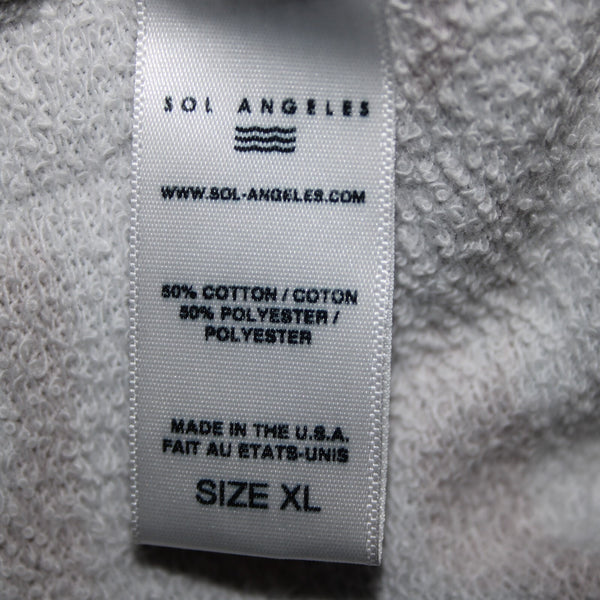 SOL ANGELES
WWW.SOL-ANGELES.COM
50% COTTON / COTON
50% POLYESTER /
POLYESTER
MADE IN THE U.S.A.
FAIT AU ETATS-UNIS
SIZE XL